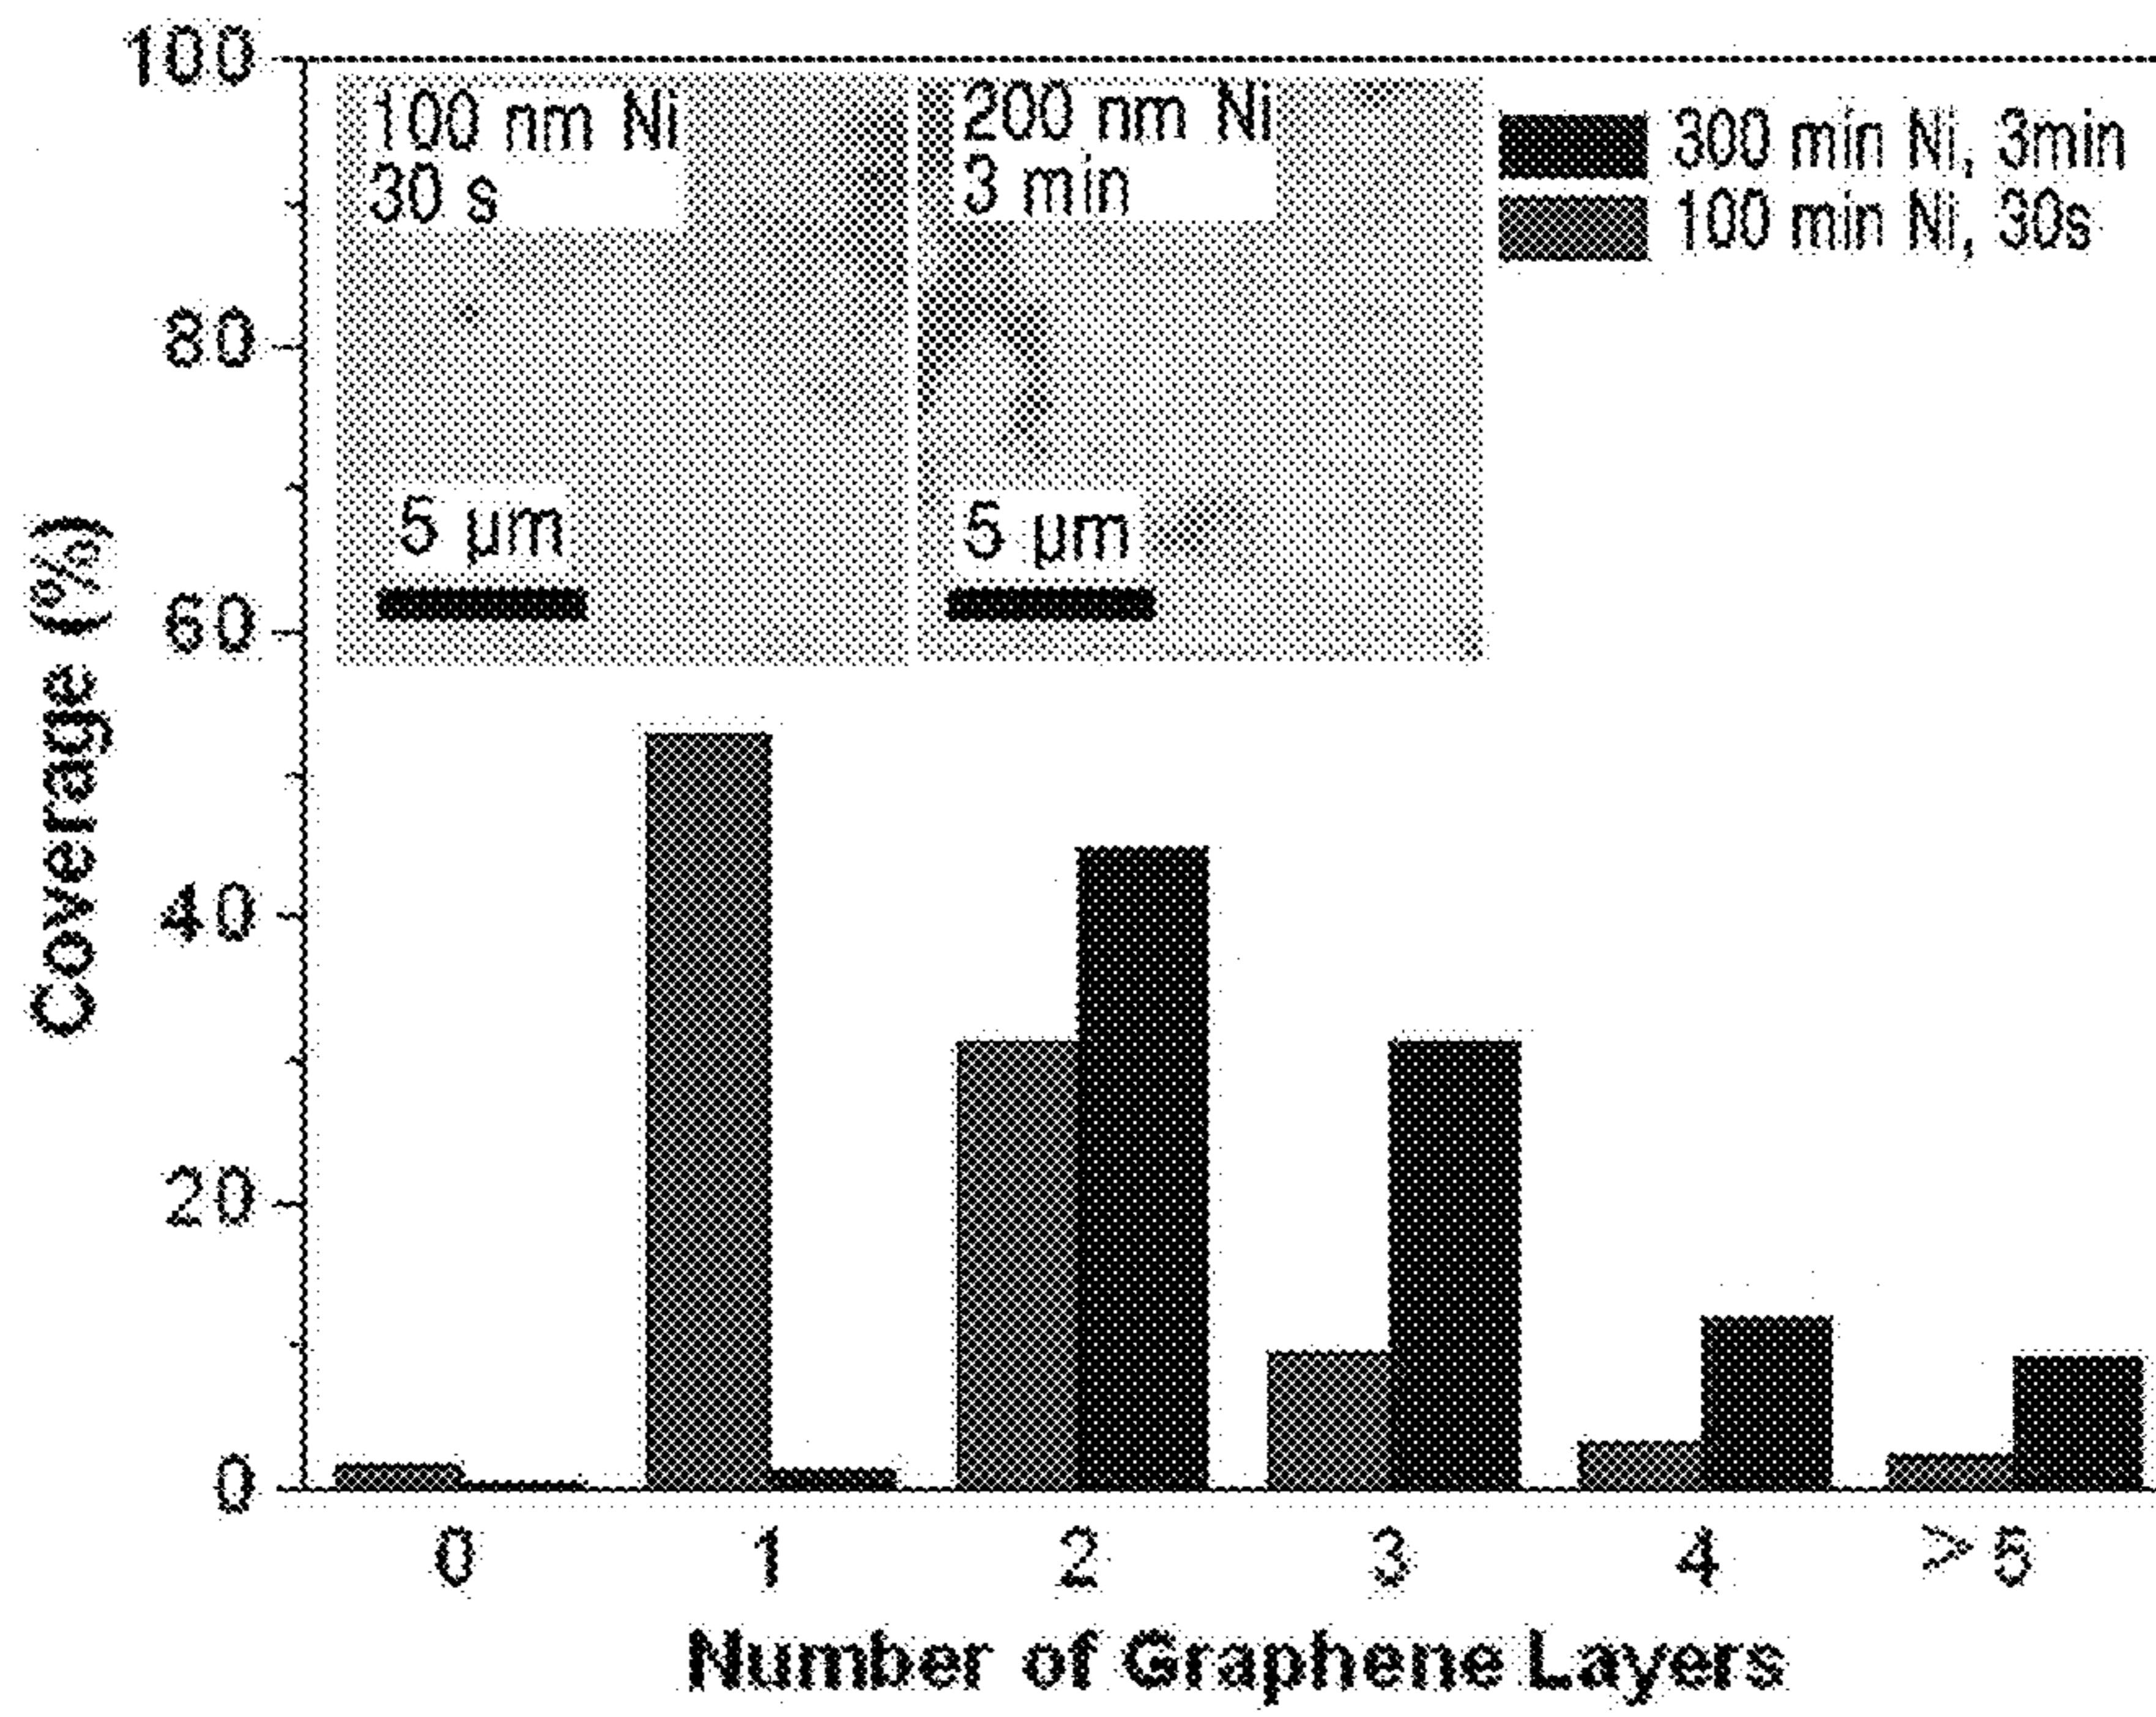 100
80
60
40
20
0
Coverage (%)
100 nm Ni
30 s
5 µm
200 nm Ni
3 min
5 µm
300 min Ni, 3min
100 min Ni, 30s
0 1 2 3 4 >5
Number of Graphene Layers